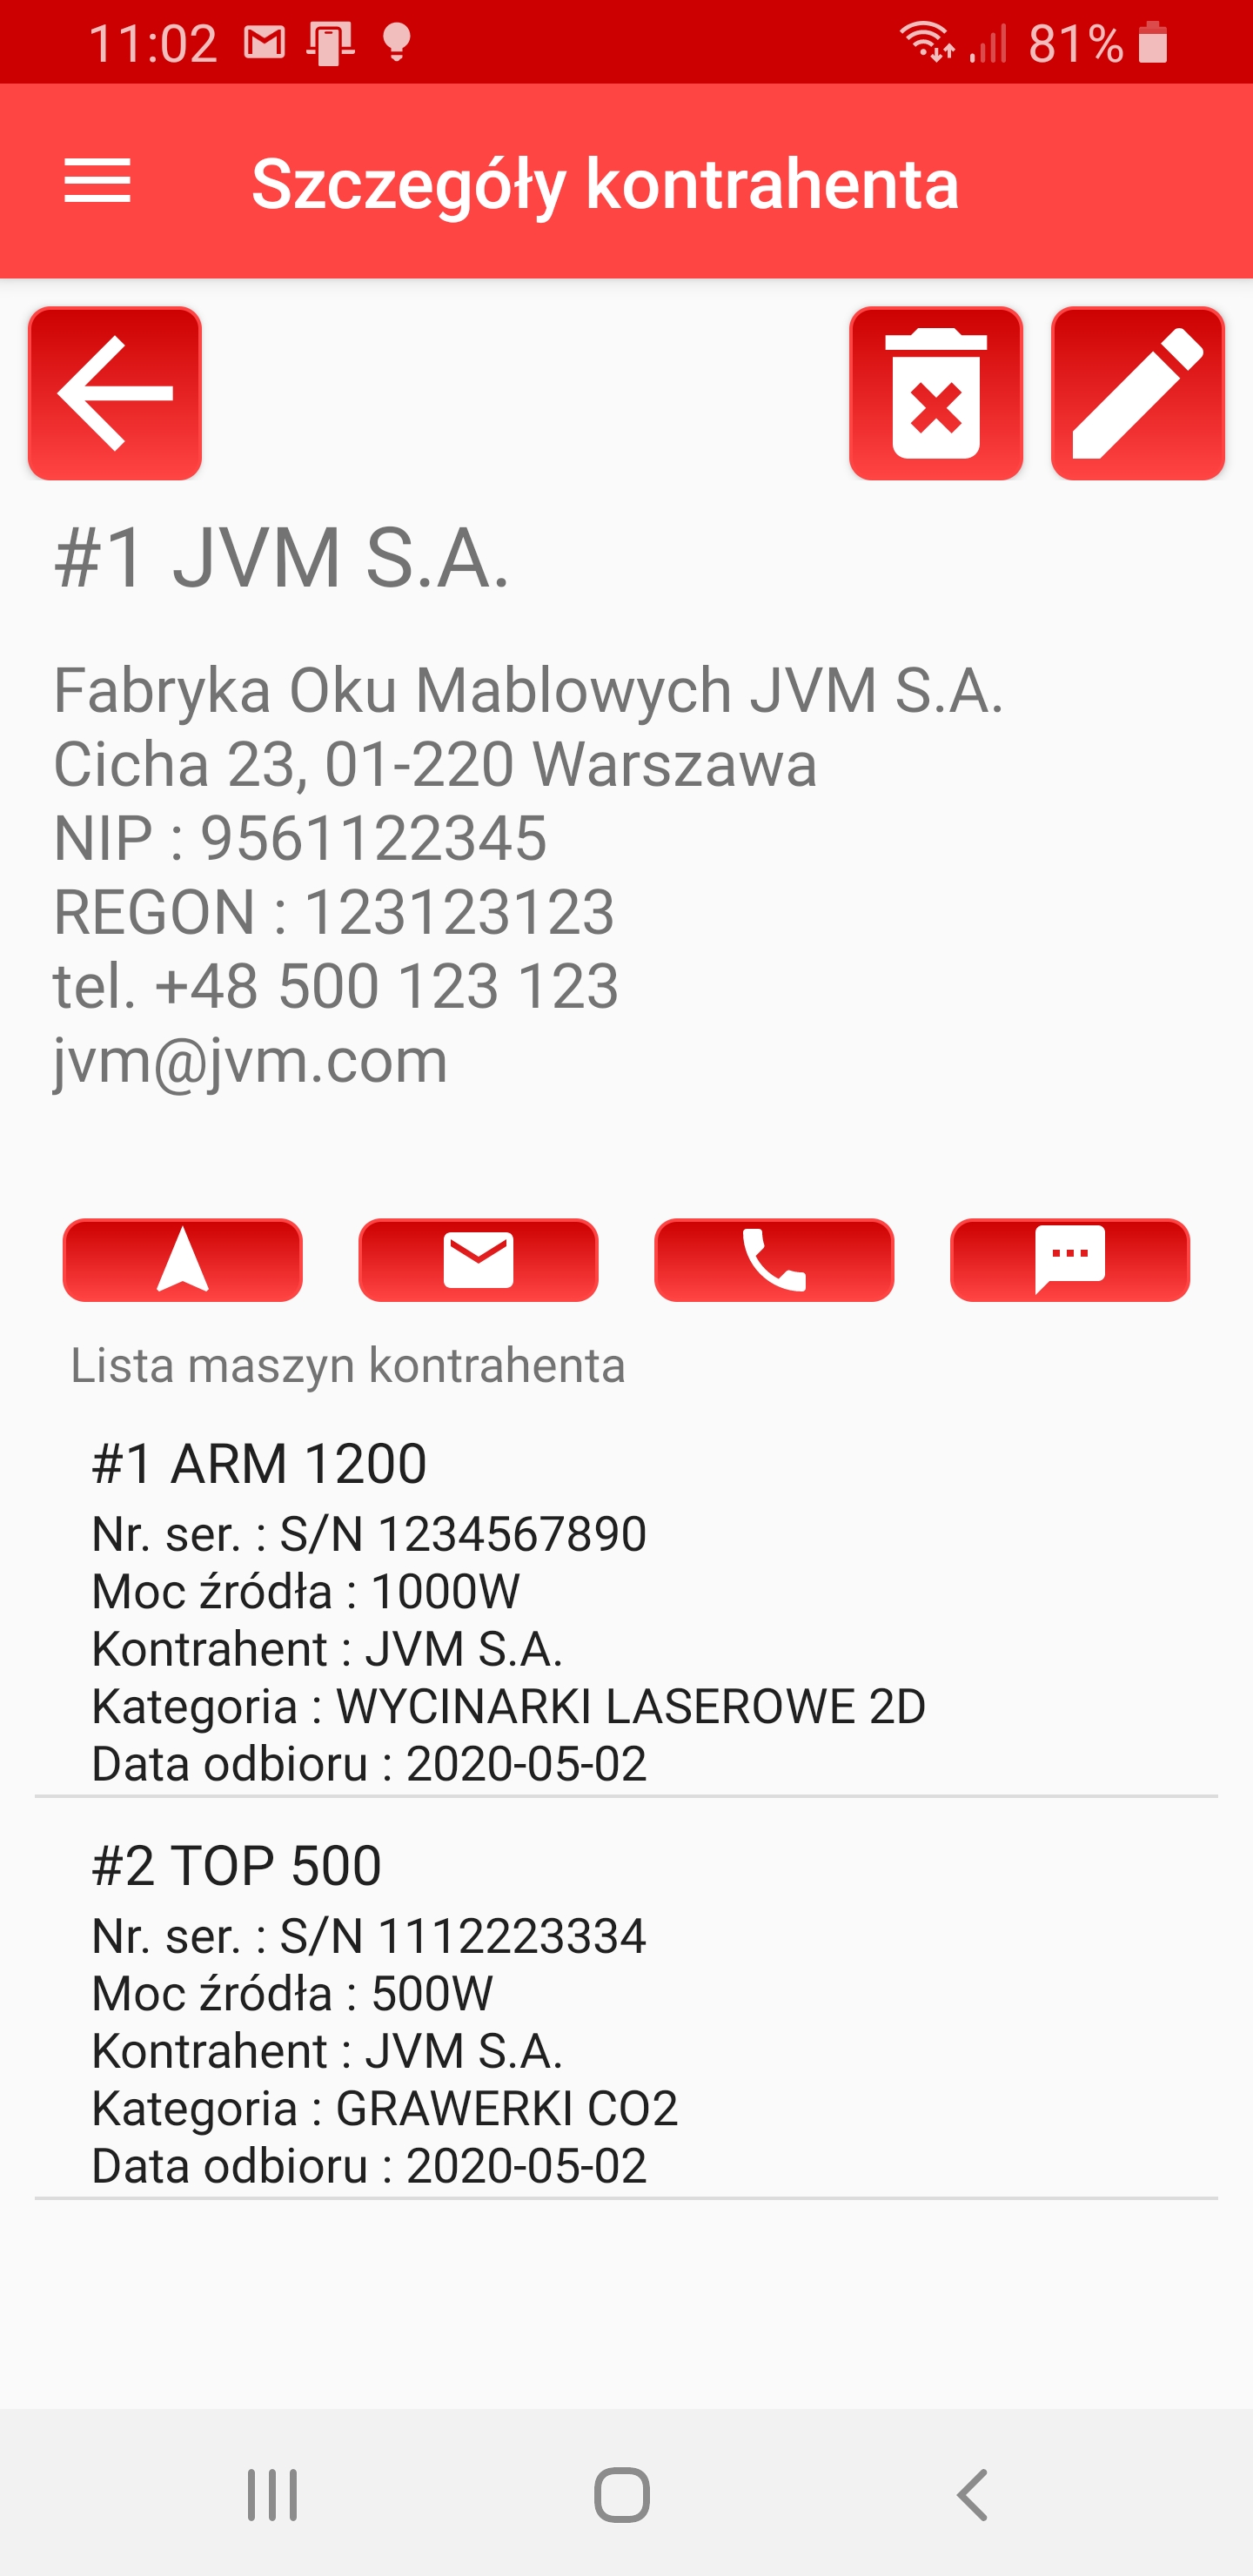 11:02
81%
Szczegóły kontrahenta
#1 JVM S.A.
Fabryka Oku Mablowych JVM S.A.
Cicha 23, 01-220 Warszawa
NIP : 9561122345
REGON : 123123123
tel. +48 500 123 123
jvm@jvm.com
Lista maszyn kontrahenta
#1 ARM 1200
Nr. ser. : S/N 1234567890
Moc źródła : 1000W
Kontrahent : JVM S.A.
Kategoria : WYCINARKI LASEROWE 2D
Data odbioru : 2020-05-02
#2 TOP 500
Nr. ser. : S/N 1112223334
Moc źródła : 500W
Kontrahent : JVM S.A.
Kategoria : GRAWERKI CO2
Data odbioru : 2020-05-02